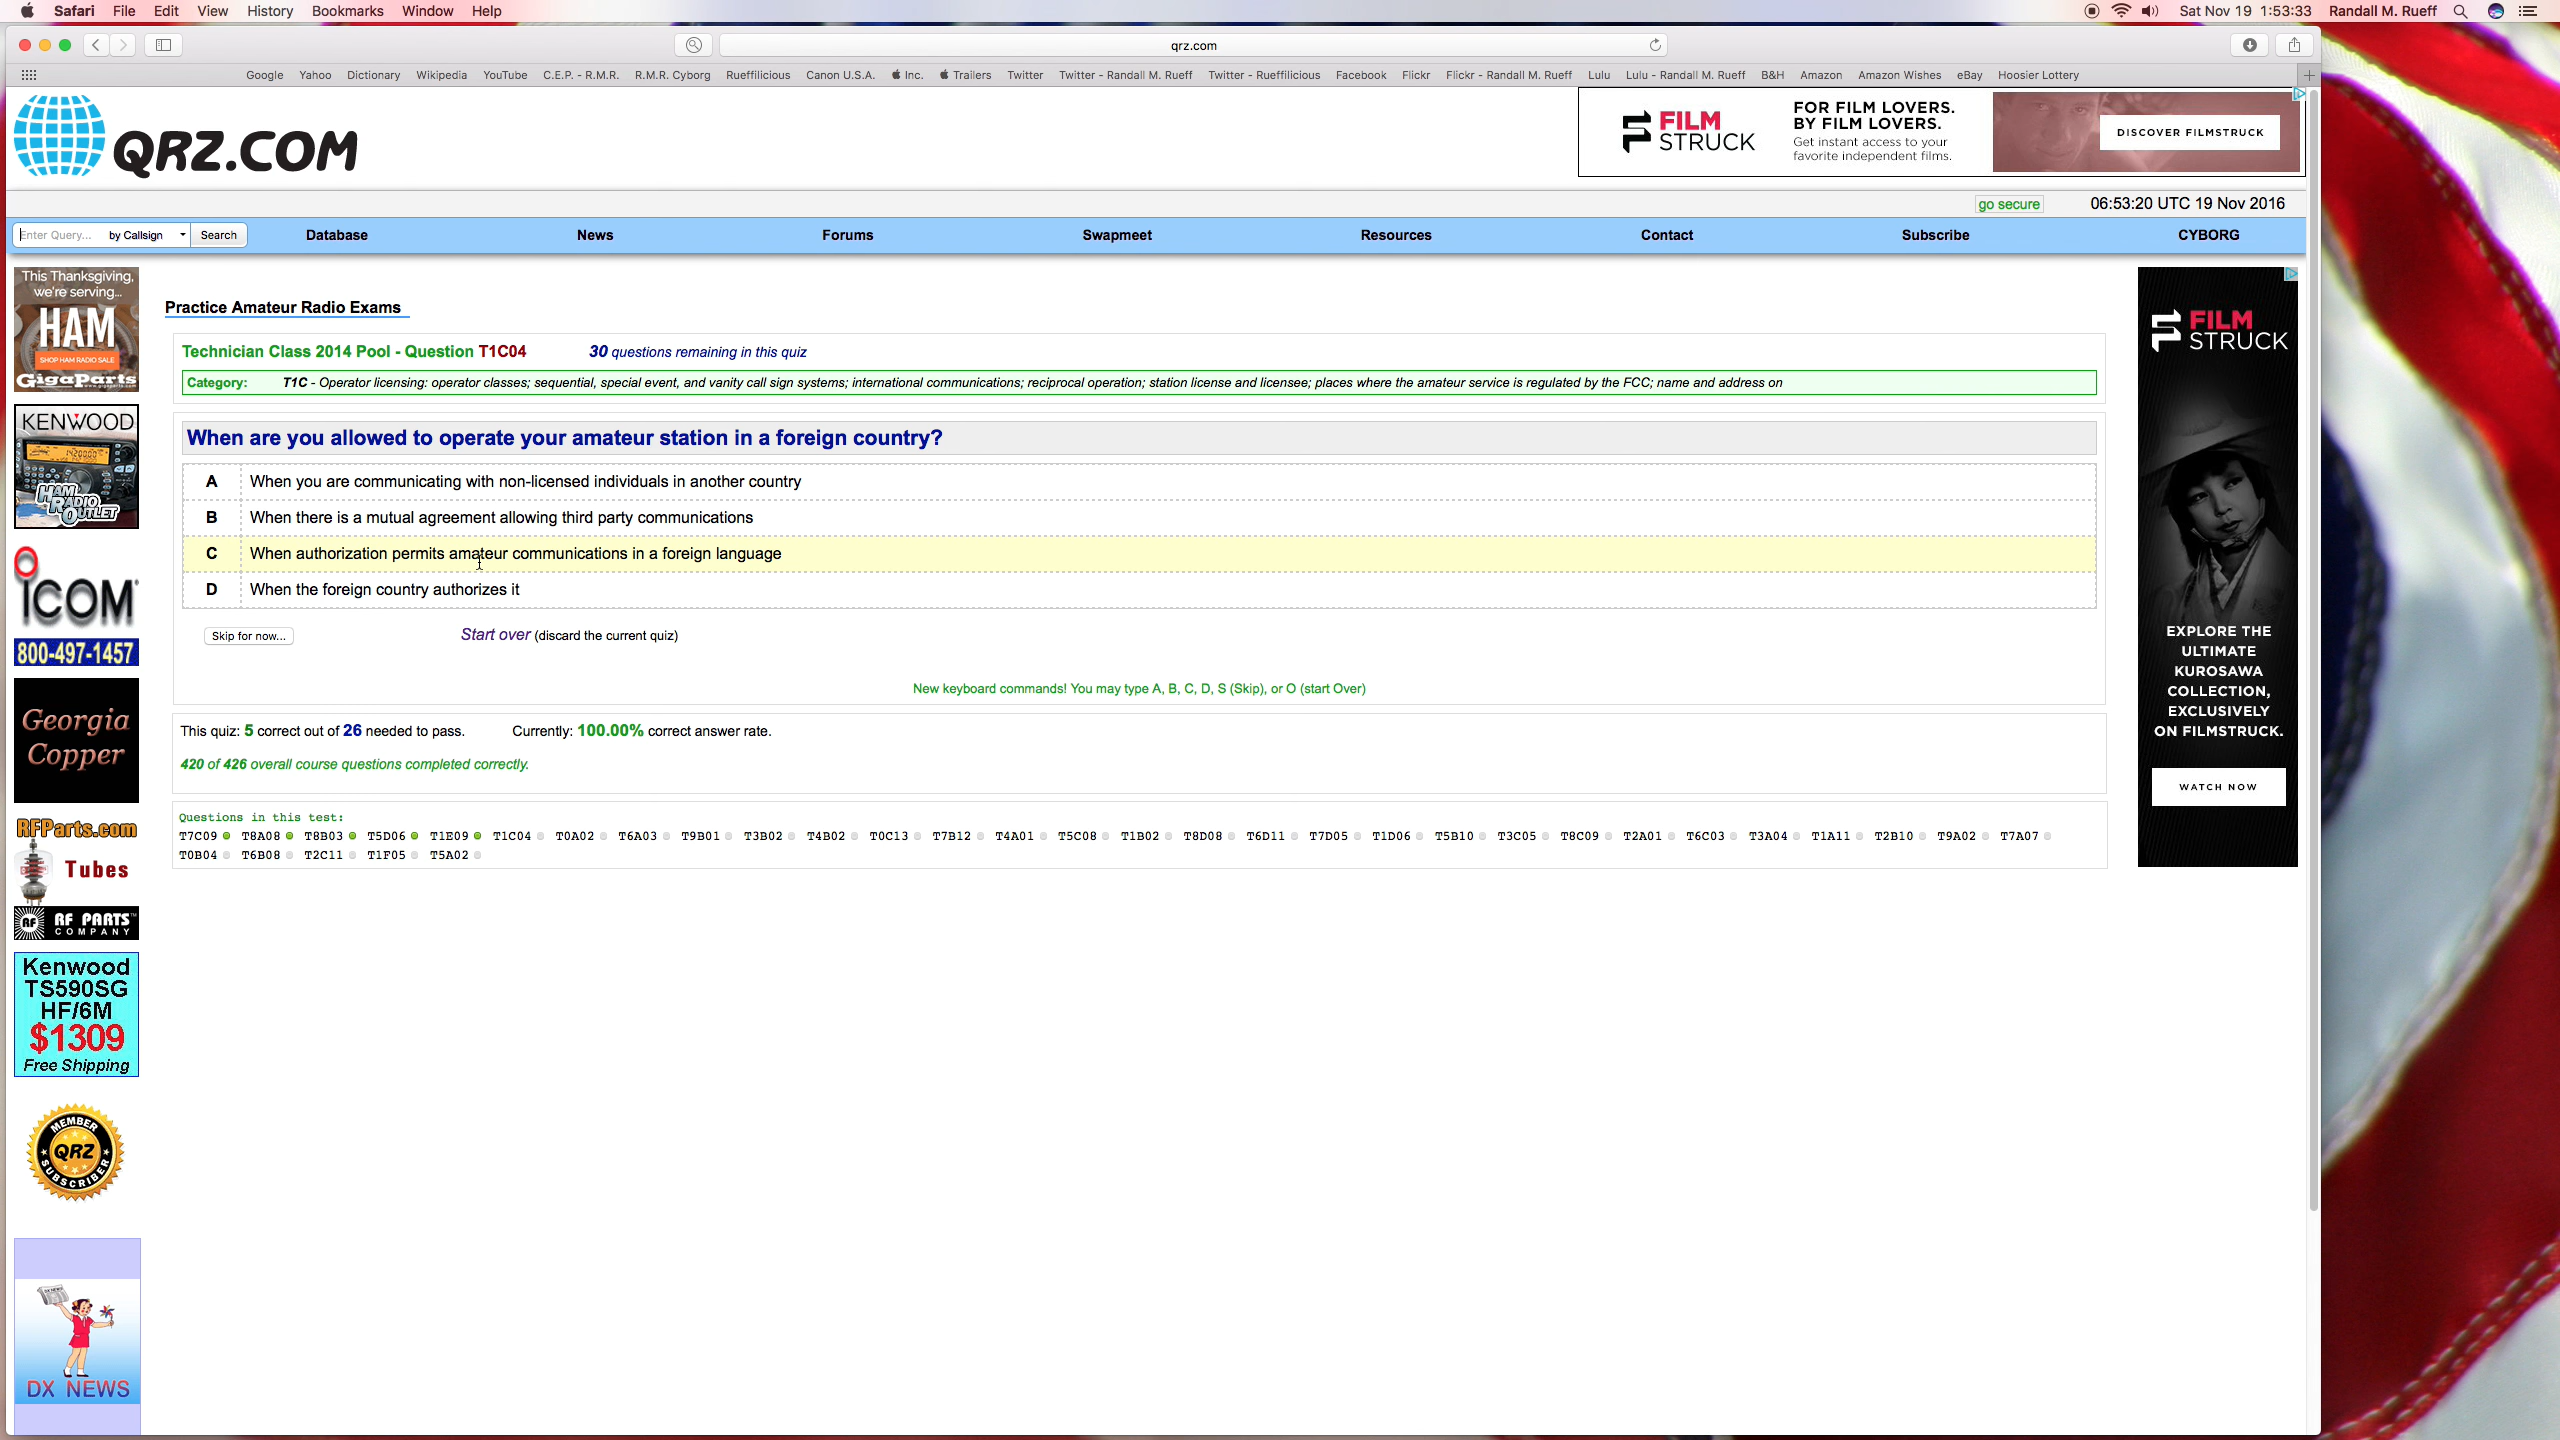 Safari File Edit View History Bookmarks Window Help
Sat Nov 19 1:53:33 Randall M. Rueff
qrz.com
Google Yahoo Dictionary Wikipedia YouTube C.E.P. - R.M.R. R.M.R. Cyborg Rueffilicious Canon U.S.A. Inc. Trailers Twitter Twitter - Randall M. Rueff Twitter - Rueffilicious Facebook Flickr Flickr - Randall M. Rueff Lulu Lulu - Randall M. Rueff B&H Amazon Amazon Wishes eBay Hoosier Lottery
QRZ.COM
FILM
STRUCK
FOR FILM LOVERS.
BY FILM LOVERS.
Get instant access to your
favorite independent films.
DISCOVER FILMSTRUCK
go secure 06:53:20 UTC 19 Nov 2016
Enter Query... by Callsign Search Database News Forums Swapmeet Resources Contact Subscribe CYBORG
This Thanksgiving,
we're serving...
HAM
SHOP HAM RADIO SALE
GigaParts
KENWOOD
HAM
RADIO
OUTLET
ICOM
800-497-1457
Georgia
Copper
RFParts.com
Tubes
RF RF PARTS
COMPANY
Kenwood
TS590SG
HF/6M
$1309
Free Shipping
MEMBER
QRZ
SUBSCRIBER
DX NEWS
Practice Amateur Radio Exams
Technician Class 2014 Pool - Question T1C04 30 questions remaining in this quiz
Category: T1C - Operator licensing: operator classes; sequential, special event, and vanity call sign systems; international communications; reciprocal operation; station license and licensee; places where the amateur service is regulated by the FCC; name and address on
When are you allowed to operate your amateur station in a foreign country?
A When you are communicating with non-licensed individuals in another country
B When there is a mutual agreement allowing third party communications
C When authorization permits amateur communications in a foreign language
D When the foreign country authorizes it
Skip for now... Start over (discard the current quiz)
New keyboard commands! You may type A, B, C, D, S (Skip), or O (start Over)
This quiz: 5 correct out of 26 needed to pass. Currently: 100.00% correct answer rate.
420 of 426 overall course questions completed correctly.
Questions in this test:
T7C09 T8A08 T8B03 T5D06 T1E09 T1C04 T0A02 T6A03 T9B01 T3B02 T4B02 T0C13 T7B12 T4A01 T5C08 T1B02 T8D08 T6D11 T7D05 T1D06 T5B10 T3C05 T8C09 T2A01 T6C03 T3A04 T1A11 T2B10 T9A02 T7A07
T0B04 T6B08 T2C11 T1F05 T5A02
FILM
STRUCK
EXPLORE THE
ULTIMATE
KUROSAWA
COLLECTION,
EXCLUSIVELY
ON FILMSTRUCK.
WATCH NOW